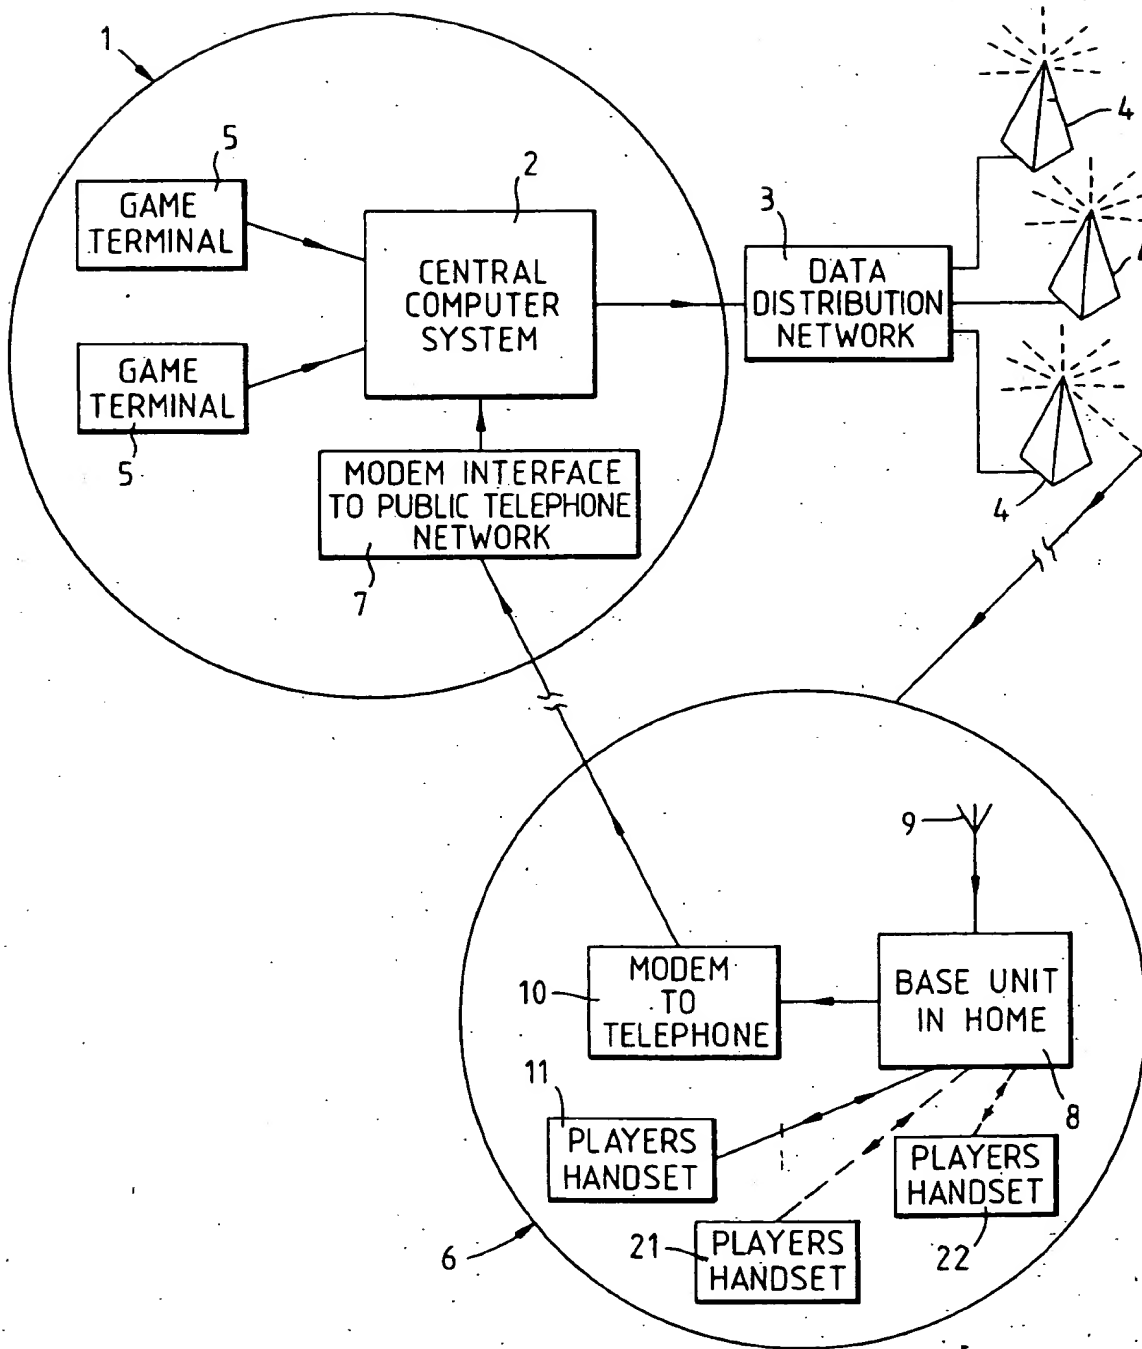 1
4
5
2
GAME
TERMINAL
CENTRAL
COMPUTER
SYSTEM
3
DATA
DISTRIBUTION
NETWORK
4
GAME
TERMINAL
5
MODEM INTERFACE
TO PUBLIC TELEPHONE
NETWORK
7
4
9
MODEM
TO
TELEPHONE
10
BASE UNIT
IN HOME
8
11
PLAYERS
HANDSET
PLAYERS
HANDSET
22
21
PLAYERS
HANDSET
6